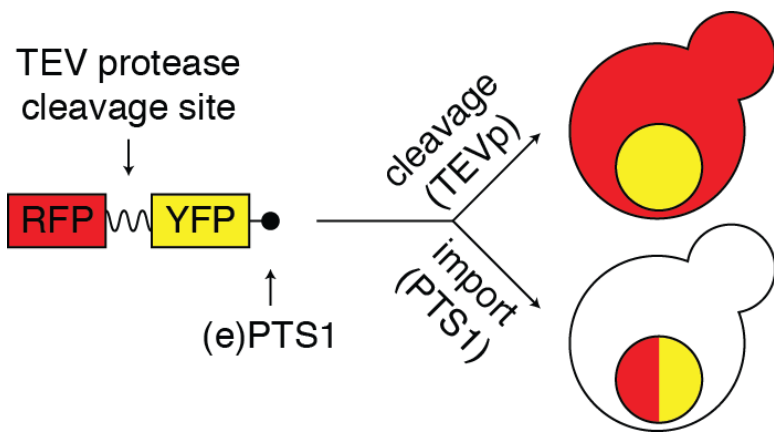 TEV protease
cleavage site
RFP
YFP
(e)PTS1
cleavage
(TEVp)
import
(PTS1)